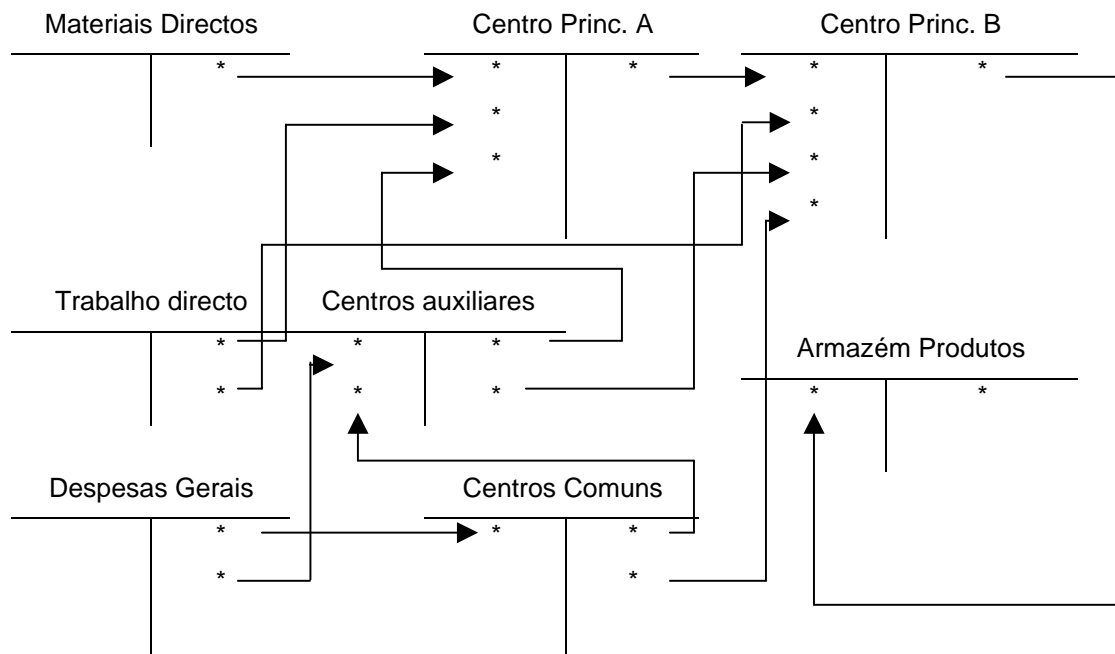 Materiais Directos
Centro Princ. A
Centro Princ. B
* * * * *
* *
* *
*
Trabalho directo
Centros auxiliares
* * *
Armazém Produtos
* * *
* *
Despesas Gerais
Centros Comuns
* * *
* *